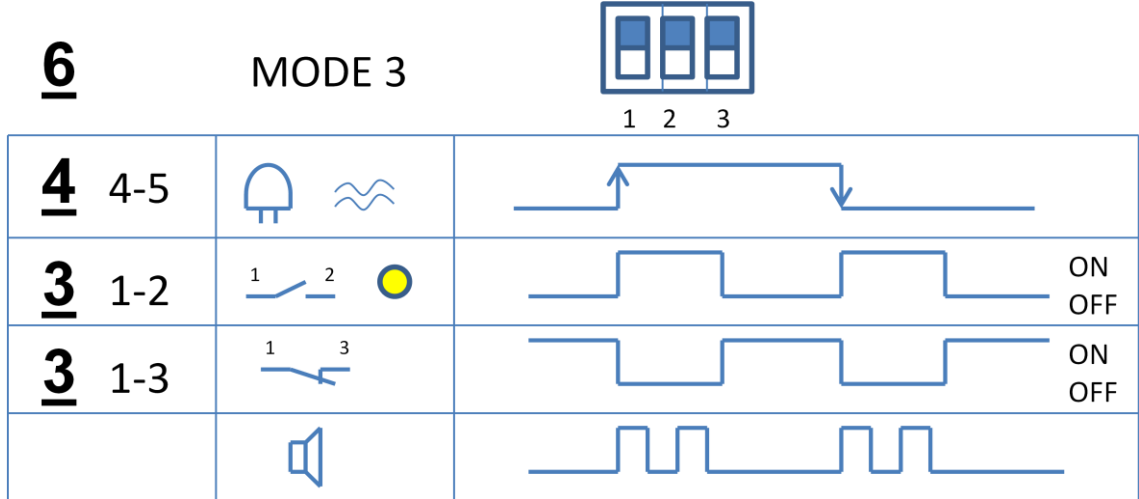 6 MODE 3
1 2 3
4 4-5
3 1-2 1 2 ON
OFF
3 1-3 1 3 ON
OFF